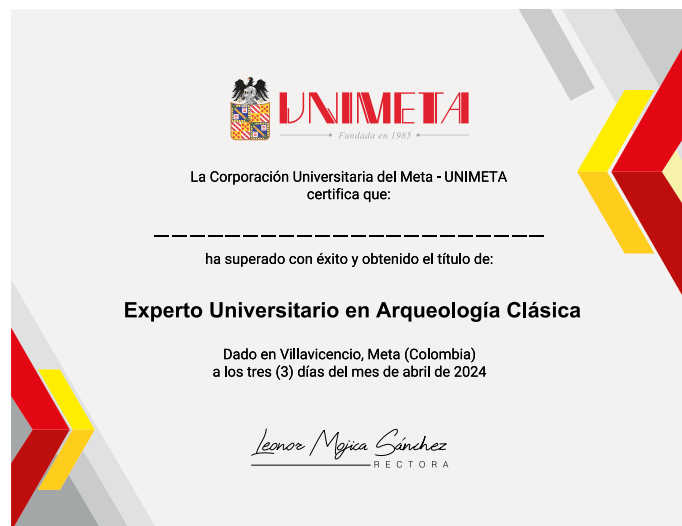 UNIMETA
Fundada en 1985
La Corporación Universitaria del Meta - UNIMETA
certifica que:
ha superado con éxito y obtenido el título de:
Experto Universitario en Arqueología Clásica
Dado en Villavicencio, Meta (Colombia)
a los tres (3) días del mes de abril de 2024
Leonor Mojica Sánchez
RECTORA